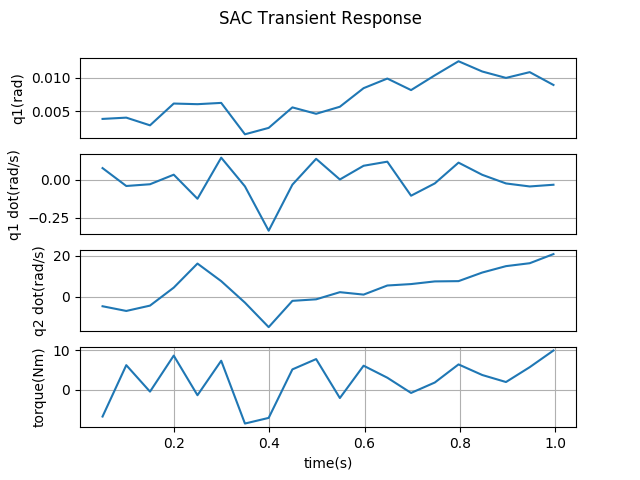 SAC Transient Response
q1(rad)
0.010
0.005
q1 dot(rad/s)
0.00
−0.25
q2 dot(rad/s)
20
0
torque(Nm)
10
0
0.2 0.4 0.6 0.8 1.0
time(s)